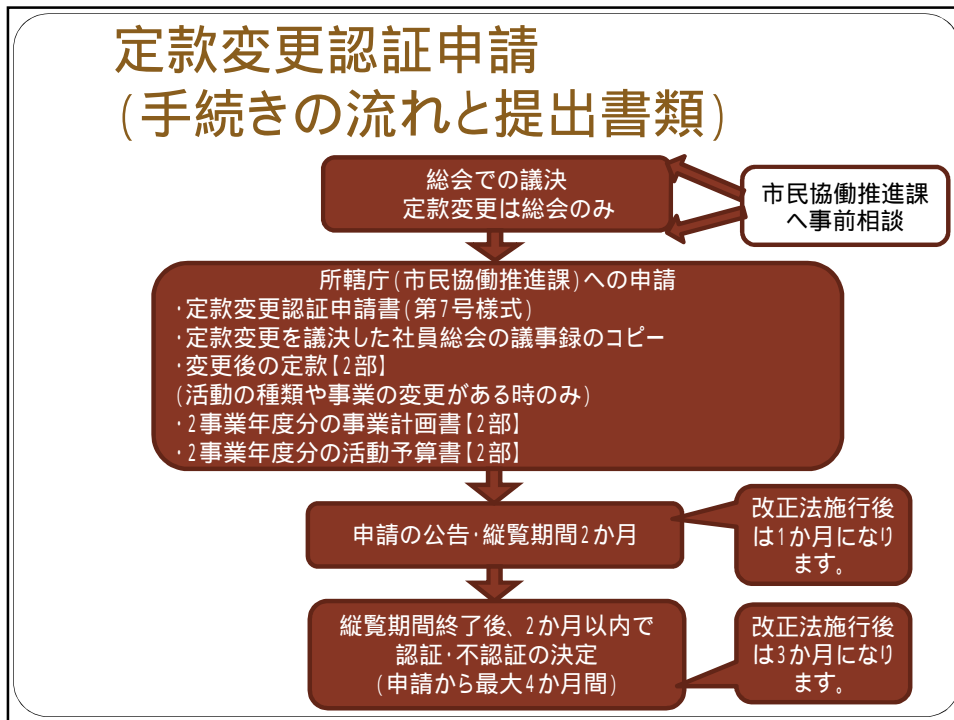 定款変更認証申請
(手続きの流れと提出書類)
総会での議決
定款変更は総会のみ
市民協働推進課
へ事前相談
所轄庁(市民協働推進課)への申請
・定款変更認証申請書(第7号様式)
・定款変更を議決した社員総会の議事録のコピー
・変更後の定款【2部】
(活動の種類や事業の変更がある時のみ)
・2事業年度分の事業計画書【2部】
・2事業年度分の活動予算書【2部】
申請の公告・縦覧期間2か月
改正法施行後
は1か月になり
ます。
縦覧期間終了後、2か月以内で
認証・不認証の決定
(申請から最大4か月間)
改正法施行後
は3か月になり
ます。